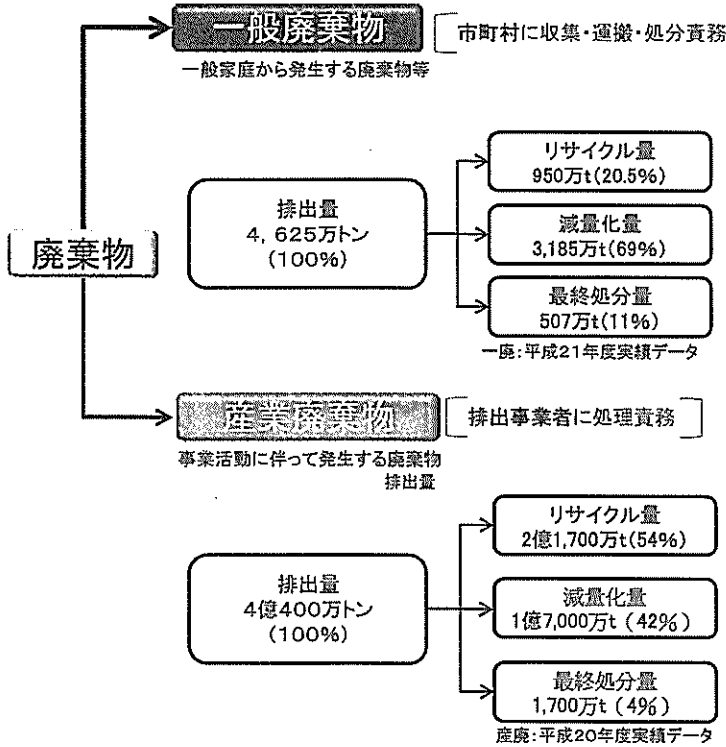 一般廃棄物
市町村に収集・運搬・処分責務
一般家庭から発生する廃棄物等
リサイクル量
950万t(20.5%)
排出量
4，625万トン
(100%)
減量化量
3,185万t(69%)
廃棄物
最終処分量
507万t(11%)
一廃:平成21年度実績データ
産業廃棄物
排出事業者に処理責務
事業活動に伴って発生する廃棄物
排出量
リサイクル量
2億1,700万t(54%)
排出量
4億400万トン
(100%)
減量化量
1億7,000万t (42%)
最終処分量
1,700万t (4%)
産廃:平成20年度実績データ